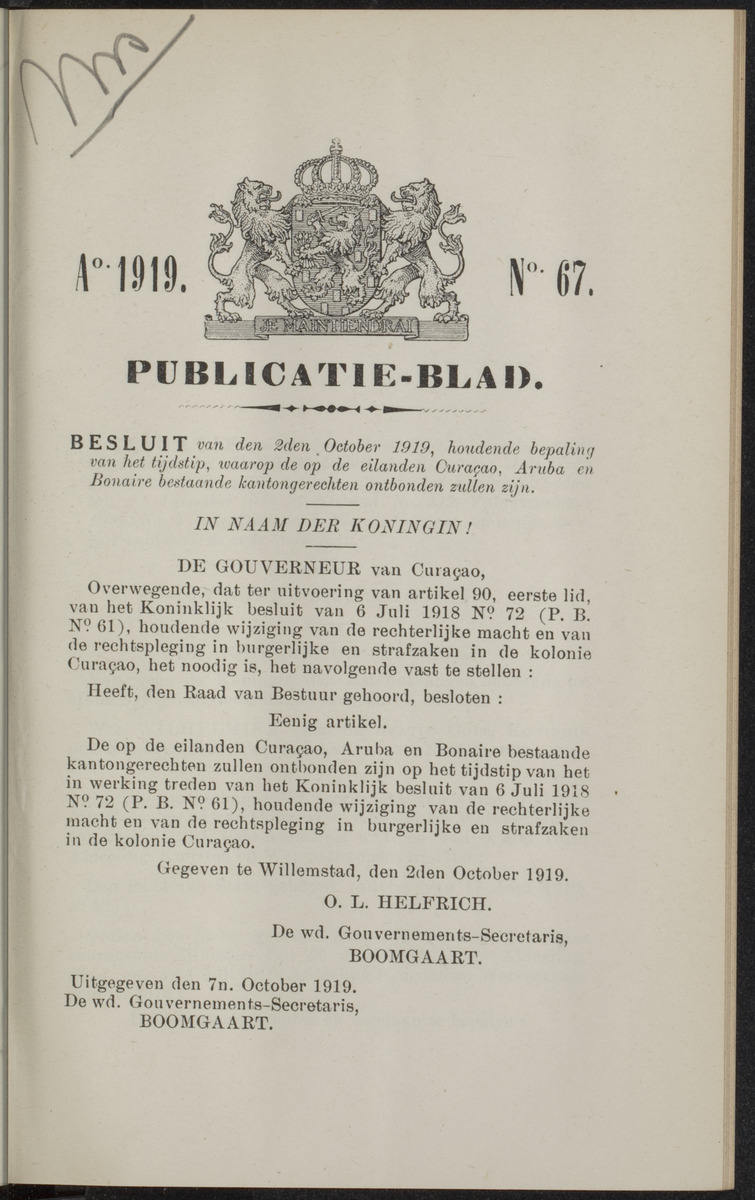 Aº. 1919.
Nº. 67.
JE MAINTIENDRAI
PUBLICATIE-BLAD.
BESLUIT van den 2den October 1919, houdende bepaling
van het tijdstip, waarop de op de eilanden Curaçao, Aruba en
Bonaire bestaande kantongerechten ontbonden zullen zijn.
IN NAAM DER KONINGIN!
DE GOUVERNEUR van Curaçao,
Overwegende, dat ter uitvoering van artikel 90, eerste lid,
van het Koninklijk besluit van 6 Juli 1918 Nº 72 (P. B.
Nº 61), houdende wijziging van de rechterlijke macht en van
de rechtspleging in burgerlijke en strafzaken in de kolonie
Curaçao, het noodig is, het navolgende vast te stellen :
Heeft, den Raad van Bestuur gehoord, besloten :
Eenig artikel.
De op de eilanden Curaçao, Aruba en Bonaire bestaande
kantongerechten zullen ontbonden zijn op het tijdstip van het
in werking treden van het Koninklijk besluit van 6 Juli 1918
Nº 72 (P. B. Nº 61), houdende wijziging van de rechterlijke
macht en van de rechtspleging in burgerlijke en strafzaken
in de kolonie Curaçao.
Gegeven te Willemstad, den 2den October 1919.
O. L. HELFRICH.
De wd. Gouvernements-Secretaris,
BOOMGAART.
Uitgegeven den 7n. October 1919.
De wd. Gouvernements-Secretaris,
BOOMGAART.